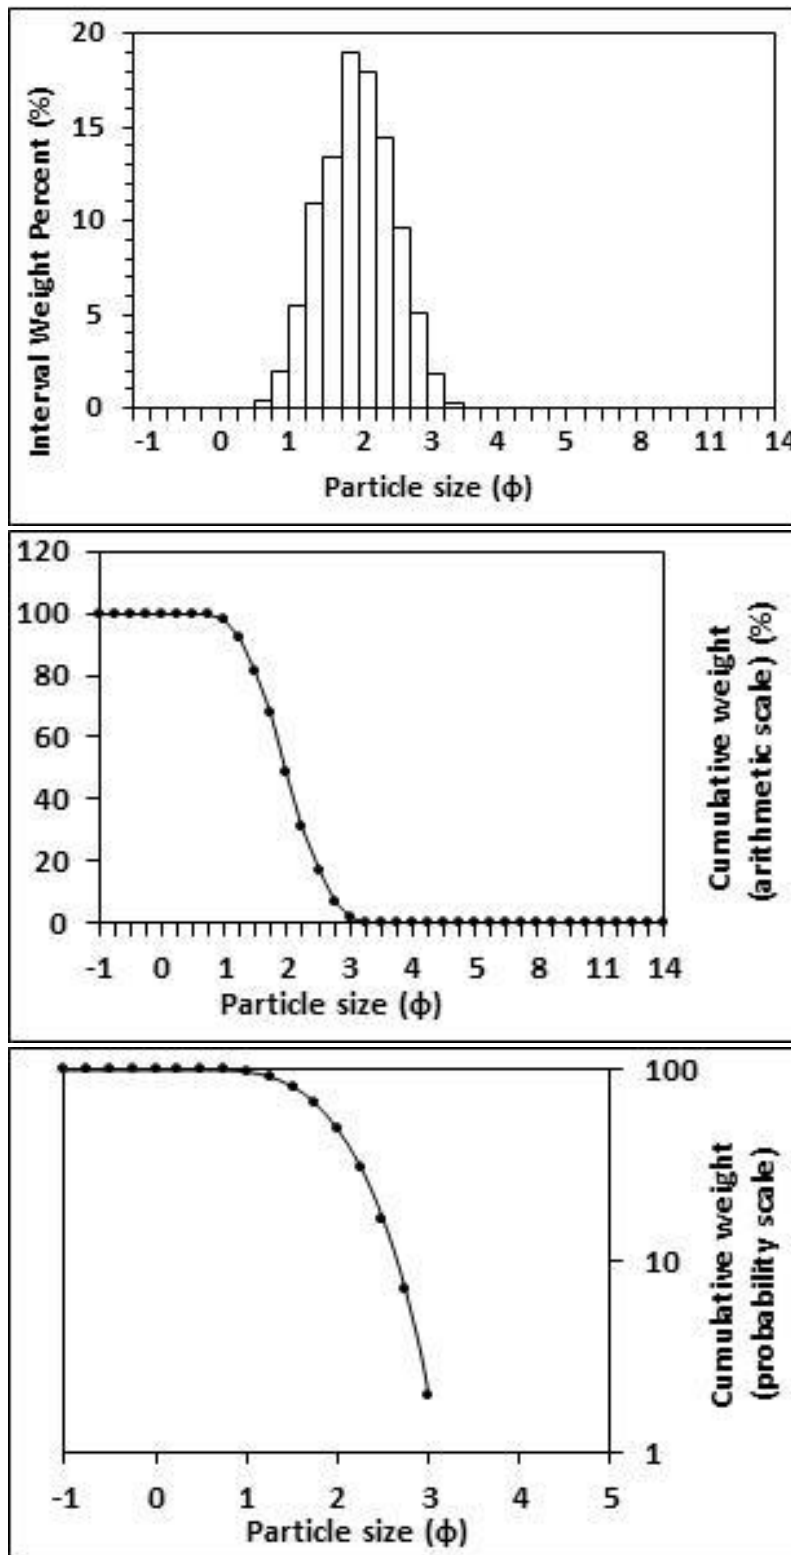 20
15
10
5
0
Interval Weight Percent (%)
-1 0 1 2 3 4 5 8 11 14
Particle size (ϕ)
120
100
80
60
40
20
0
-1 0 1 2 3 4 5 8 11 14
Particle size (ϕ)
Cumulative weight
(arithmetic scale) (%)
100
10
1
-1 0 1 2 3 4 5
Particle size (ϕ)
Cumulative weight
(probability scale)